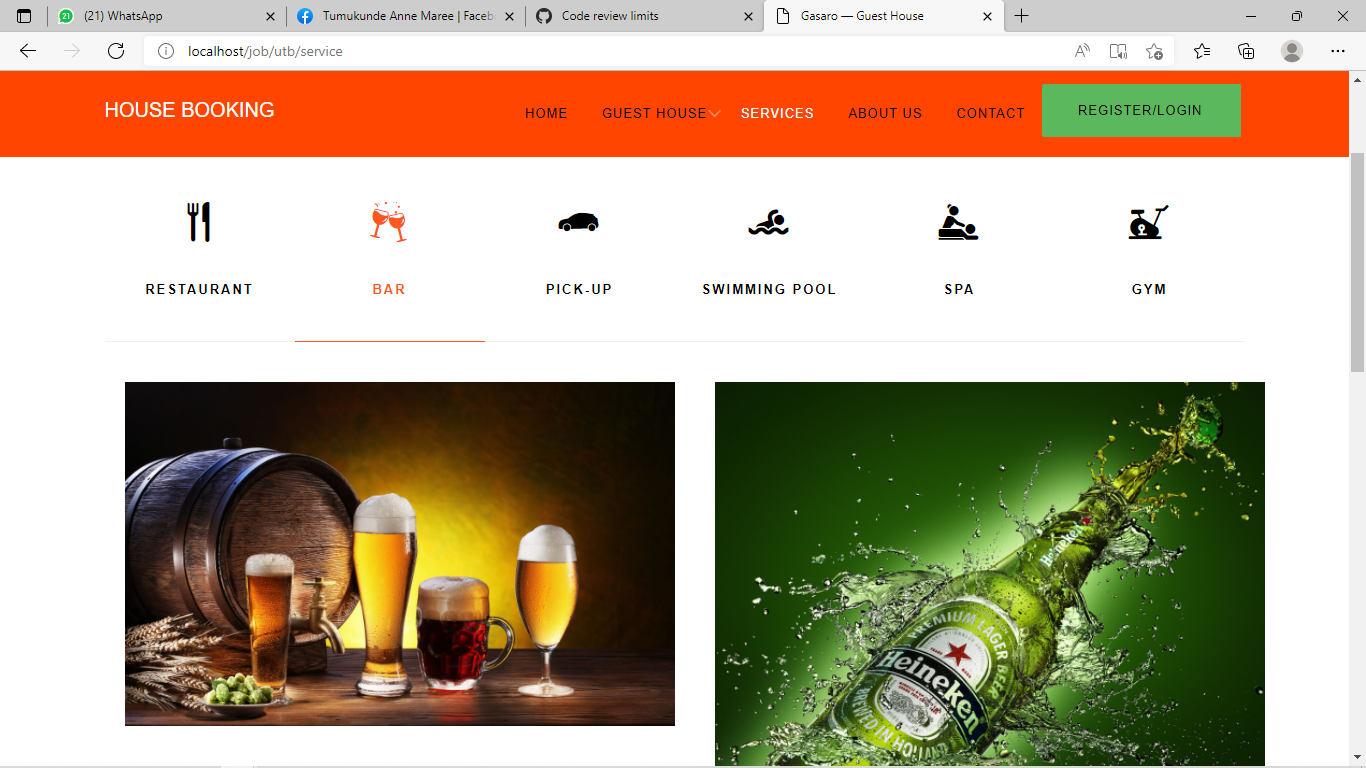 (21) WhatsApp
Tumukunde Anne Maree | Faceb
Code review limits
Gasaro — Guest House
localhost/job/utb/service
HOUSE BOOKING
HOME
GUEST HOUSE
SERVICES
ABOUT US
CONTACT
REGISTER/LOGIN
RESTAURANT
BAR
PICK-UP
SWIMMING POOL
SPA
GYM
Heineken
PREMIUM LAGER BEER
Heineken
BREWED IN HOLLAND